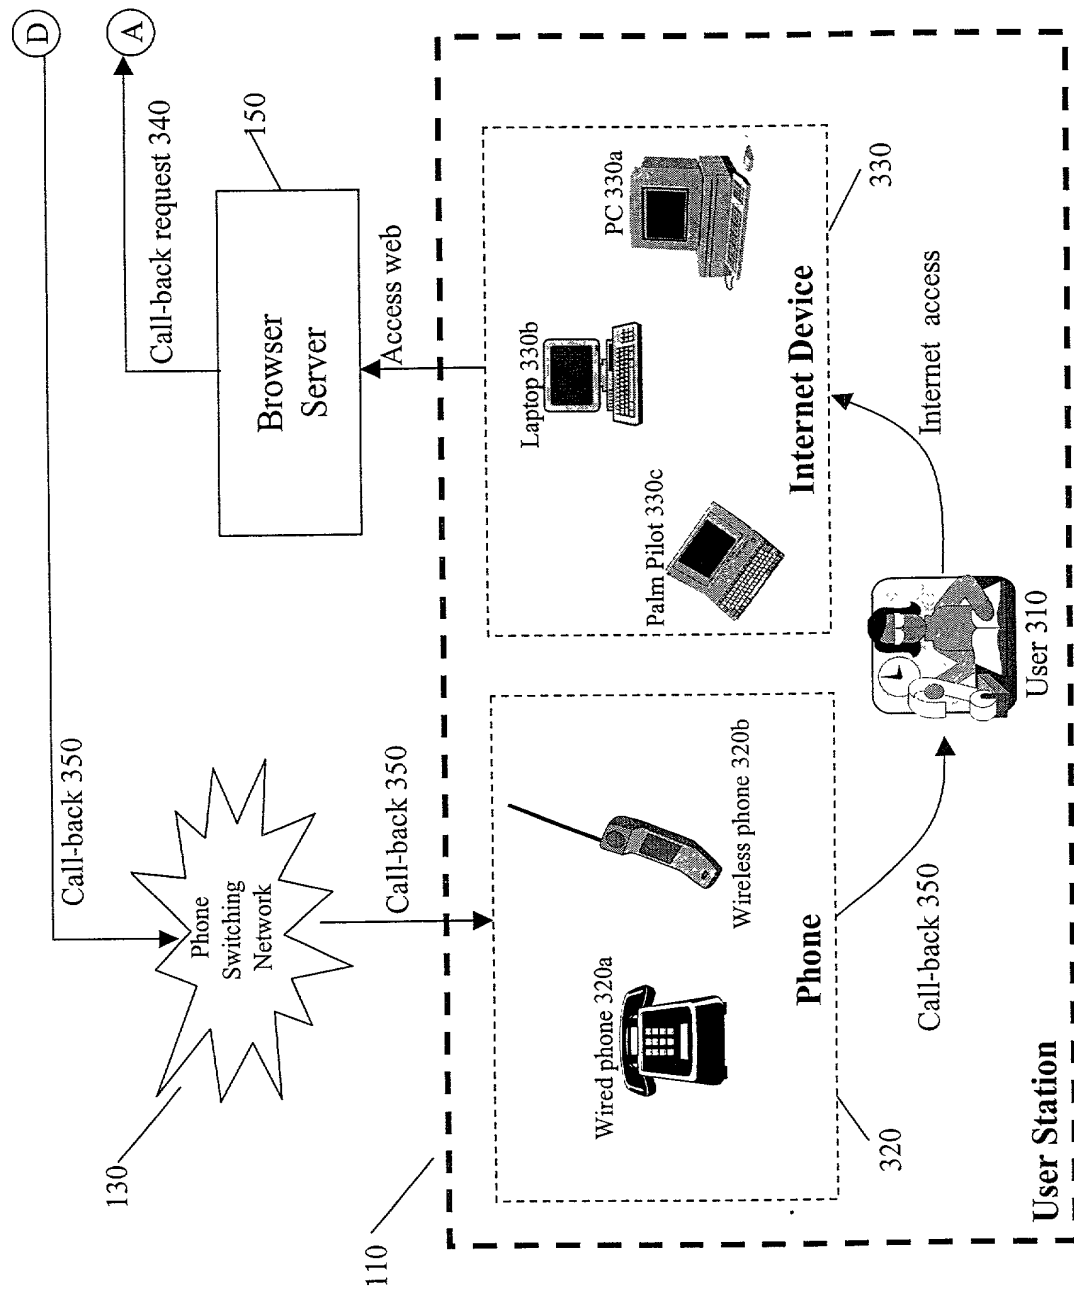 D
A
Call-back 350
Call-back request 340
130
Phone
Switching
Network
150
Browser
Server
Call-back 350
Access web
110
Wired phone 320a
Wireless phone 320b
Phone
320
Palm Pilot 330c
Laptop 330b
PC 330a
Internet Device
330
Call-back 350
User 310
Internet access
User Station